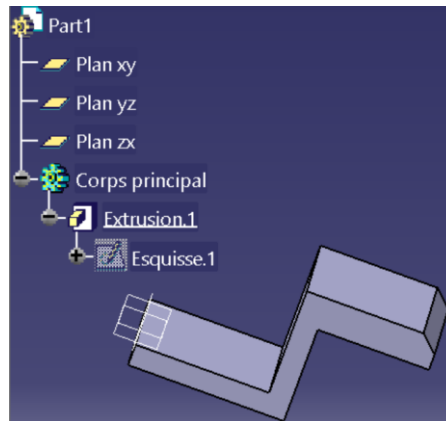 Part1
Plan xy
Plan yz
Plan zx
Corps principal
Extrusion.1
Esquisse.1